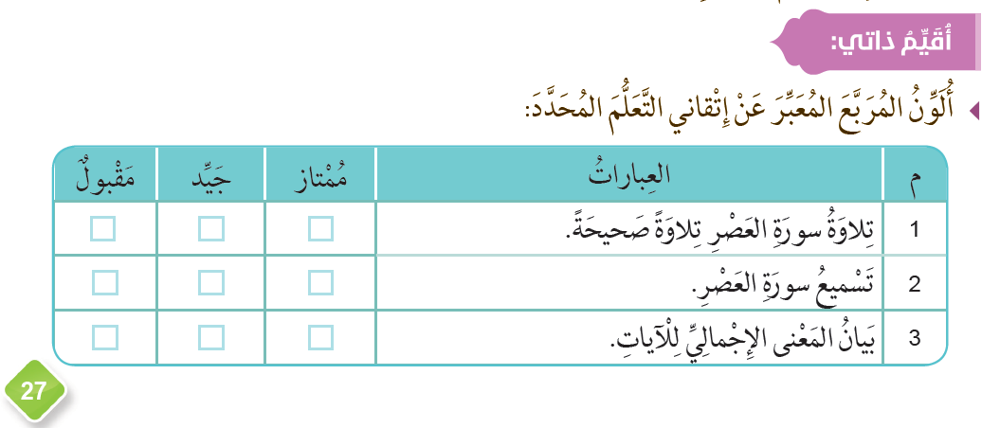 أُقَيِّمُ ذاتي:
أُلَوِّنُ المُرَبَّعَ المُعَبِّرَ عَنْ إِتْقاني التَّعَلُّمَ المُحَدَّدَ:
م العِباراتُ مُمْتاز جَيِّد مَقْبولٌ
1 تِلاوَةُ سورَةِ العَصْرِ تِلاوَةً صَحيحَةً.
2 تَسْميعُ سورَةِ العَصْرِ.
3 بَيانُ المَعْنى الإِجْمالِيِّ لِلْآياتِ.
27